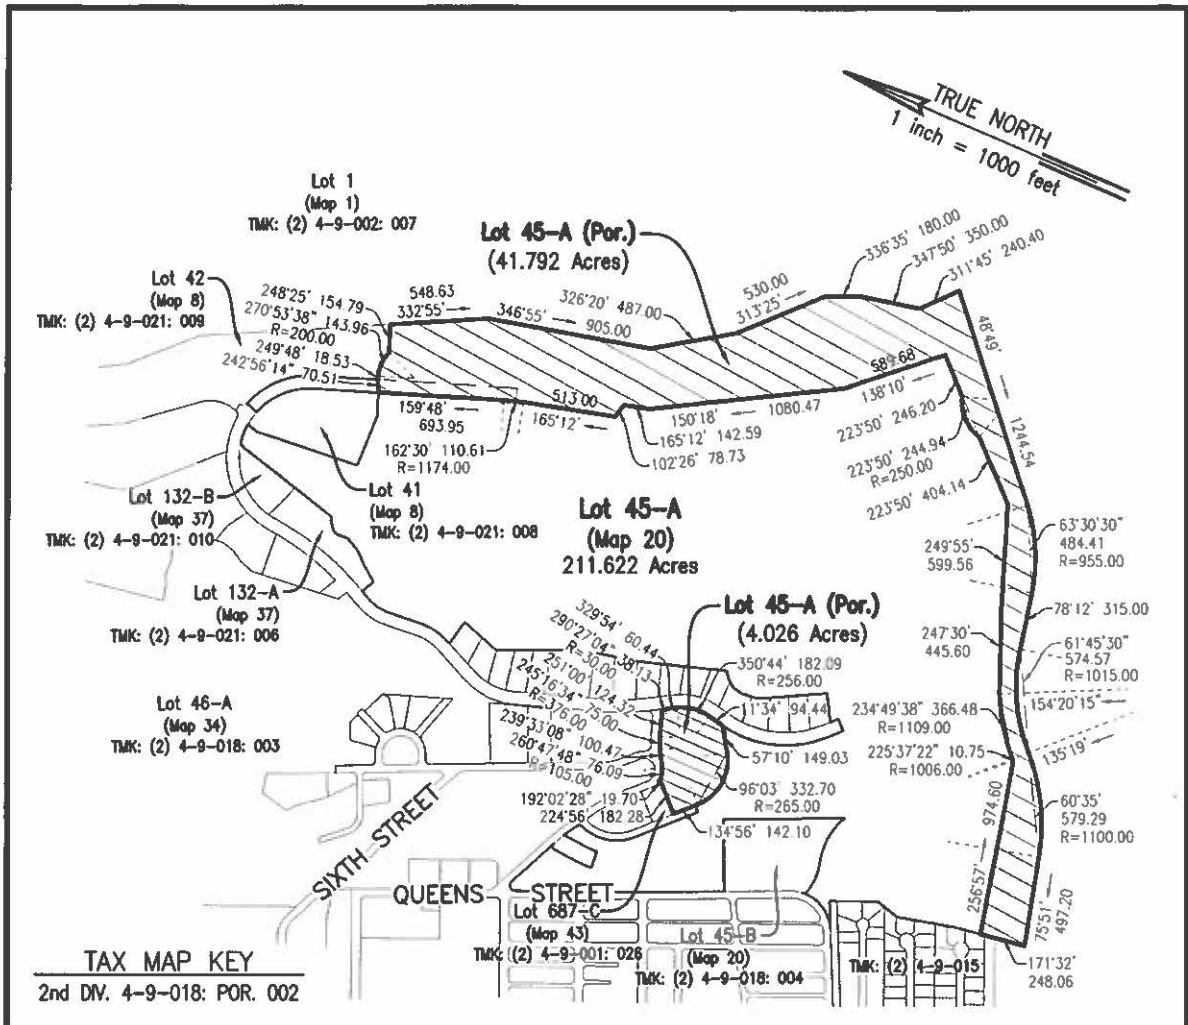 TRUE NORTH
1 inch = 1000 feet
Lot 1
(Map 1)
TMK: (2) 4-9-002: 007
Lot 45-A (Por.)
(41.792 Acres)
336°35' 180.00
347°50' 350.00
311°45' 240.40
Lot 42
(Map 8)
TMK: (2) 4-9-021: 009
248°25' 154.79
270°53'38" 143.96
R=200.00
249°48' 18.53
242°56'14" 70.51
548.63
332°55'
346°55'
905.00
326°20' 487.00
530.00
313°25'
48°49'
1244.54
589.68
138°10'
513.00
159°48'
693.95
165°12'
150°18'
1080.47
162°30' 110.61
R=1174.00
165°12' 142.59
102°26' 78.73
223°50' 246.20
223°50' 244.94
R=250.00
223°50' 404.14
Lot 41
(Map 8)
TMK: (2) 4-9-021: 008
Lot 132-B
(Map 37)
TMK: (2) 4-9-021: 010
Lot 45-A
(Map 20)
211.622 Acres
63°30'30"
484.41
R=955.00
249°55'
599.56
Lot 132-A
(Map 37)
TMK: (2) 4-9-021: 006
Lot 45-A (Por.)
(4.026 Acres)
78°12' 315.00
247°30'
445.60
61°45'30"
574.57
R=1015.00
154°20'15"
329°54' 60.44
290°27'04" 38.13
R=30.00
251°00' 124.32
245°16'34" 75.00
R=376.00
239°33'08" 100.47
260°47'48" 76.09
R=105.00
192°02'28" 19.70
224°56' 182.28
350°44' 182.09
R=256.00
1°34' 94.44
57°10' 149.03
96°03' 332.70
R=265.00
134°56' 142.10
Lot 46-A
(Map 34)
TMK: (2) 4-9-018: 003
234°49'38" 366.48
R=1109.00
225°37'22" 10.75
R=1006.00
135°19'
974.60
256°57'
60°35'
579.29
R=1100.00
75°51'
497.20
171°32'
248.06
SIXTH STREET
QUEENS STREET
Lot 687-C
(Map 43)
TMK: (2) 4-9-001: 026
Lot 45-B
(Map 20)
TMK: (2) 4-9-018: 004
TMK: (2) 4-9-015
TAX MAP KEY
2nd DIV. 4-9-018: POR. 002